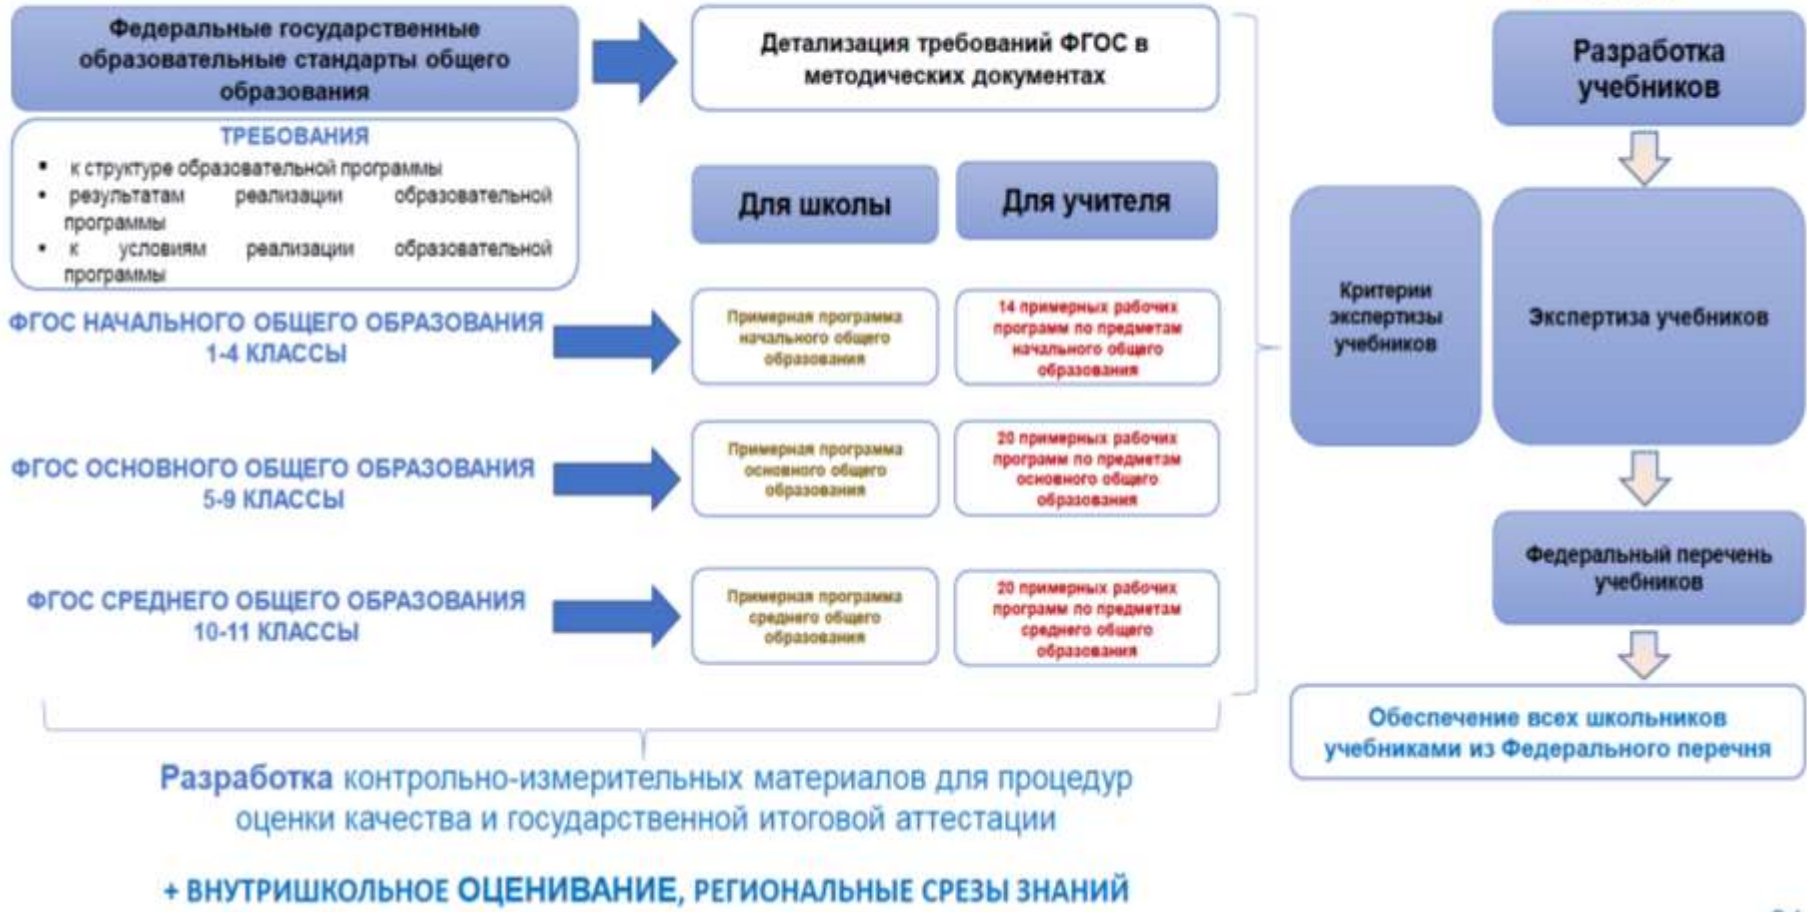 Федеральные государственные
образовательные стандарты общего
образования
Детализация требований ФГОС в
методических документах
Разработка
учебников
ТРЕБОВАНИЯ
▪ к структуре образовательной программы
• результатам реализации образовательной
программы
• к условиям реализации образовательной
программы
Для школы
Для учителя
Критерии
экспертизы
учебников
Экспертиза учебников
ФГОС НАЧАЛЬНОГО ОБЩЕГО ОБРАЗОВАНИЯ
1-4 КЛАССЫ
Примерная программа
начального общего
образования
14 примерных рабочих
программ по предметам
начального общего
образования
ФГОС ОСНОВНОГО ОБЩЕГО ОБРАЗОВАНИЯ
5-9 КЛАССЫ
Примерная программа
основного общего
образования
20 примерных рабочих
программ по предметам
основного общего
образования
Федеральный перечень
учебников
ФГОС СРЕДНЕГО ОБЩЕГО ОБРАЗОВАНИЯ
10-11 КЛАССЫ
Примерная программа
среднего общего
образования
20 примерных рабочих
программ по предметам
среднего общего
образования
Обеспечение всех школьников
учебниками из Федерального перечня
Разработка контрольно-измерительных материалов для процедур
оценки качества и государственной итоговой аттестации
+ ВНУТРИШКОЛЬНОЕ ОЦЕНИВАНИЕ, РЕГИОНАЛЬНЫЕ СРЕЗЫ ЗНАНИЙ